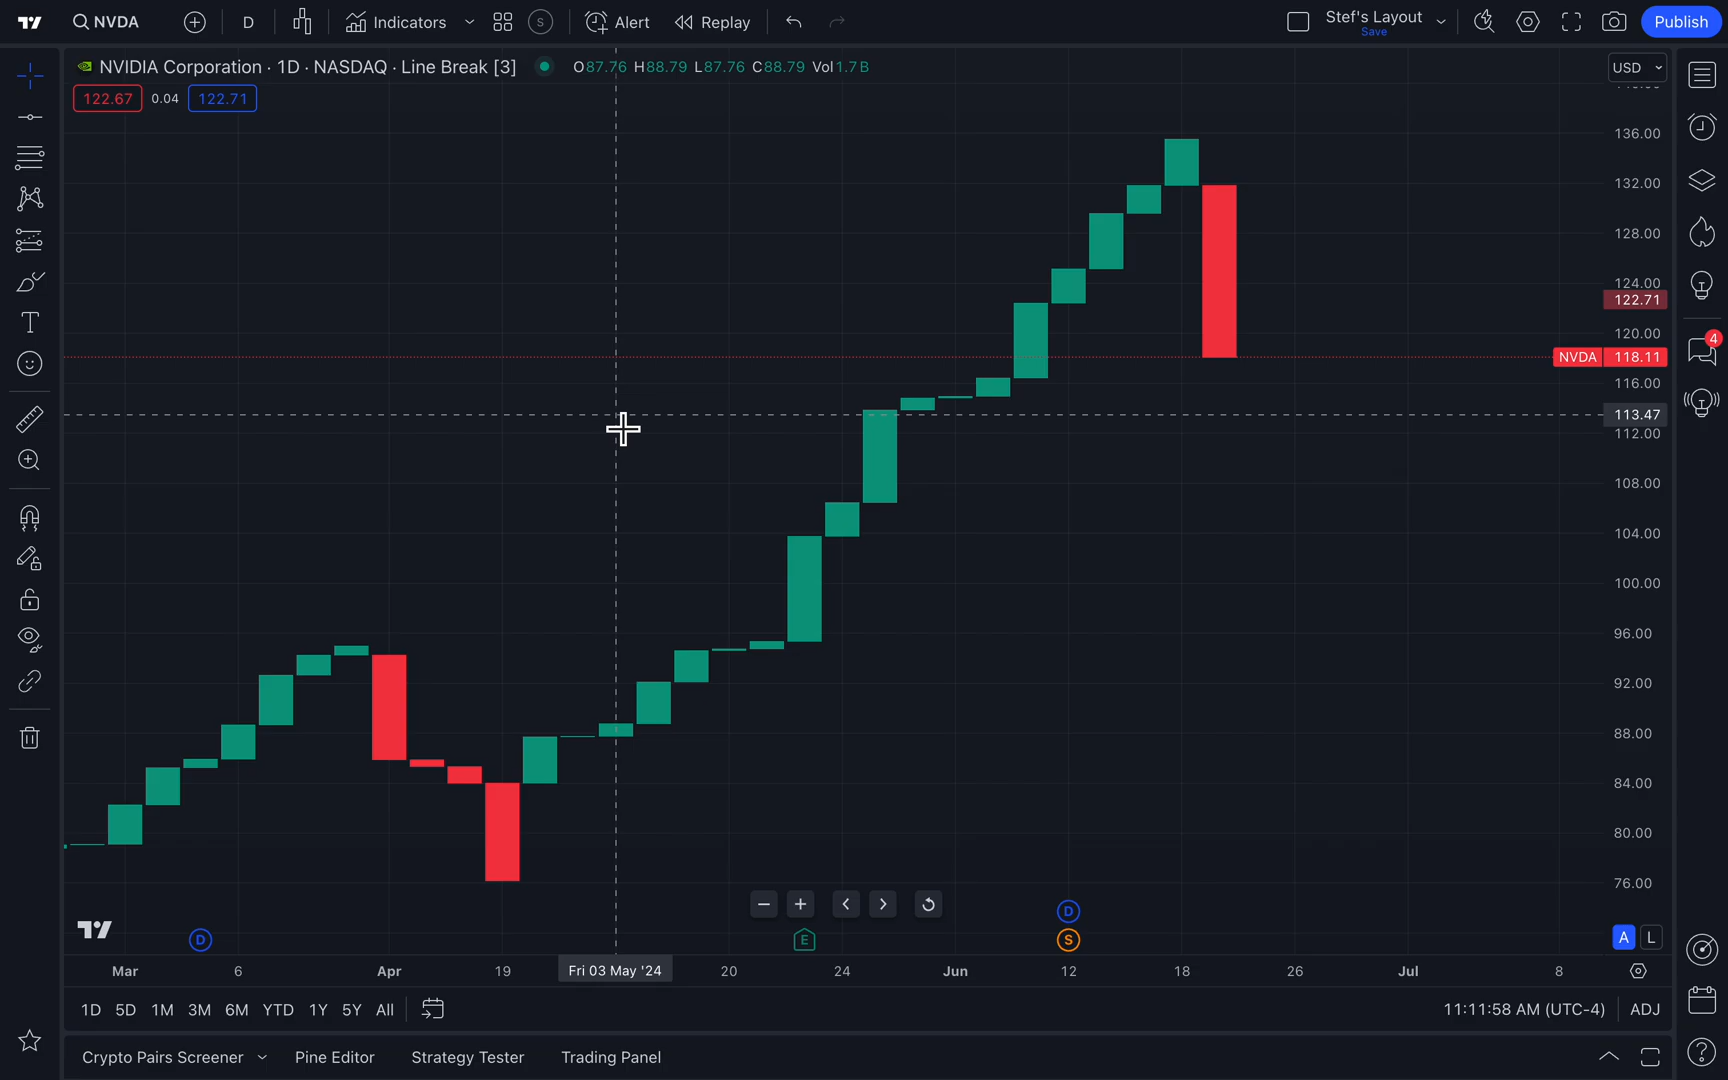 NVDA D Indicators S Alert Replay Stef's Layout Save Publish
NVIDIA Corporation · 1D · NASDAQ · Line Break [3] O87.76 H88.79 L87.76 C88.79 Vol1.7 B USD
122.67 0.04 122.71
136.00
132.00
128.00
124.00
122.71
120.00
NVDA 118.11
116.00
113.47
112.00
108.00
104.00
100.00
96.00
92.00
88.00
84.00
80.00
76.00
4
D E D S A L
Mar 6 Apr 19 Fri 03 May '24 20 24 Jun 12 18 26 Jul 8
1D 5D 1M 3M 6M YTD 1Y 5Y All 11:11:58 AM (UTC-4) ADJ
Crypto Pairs Screener Pine Editor Strategy Tester Trading Panel